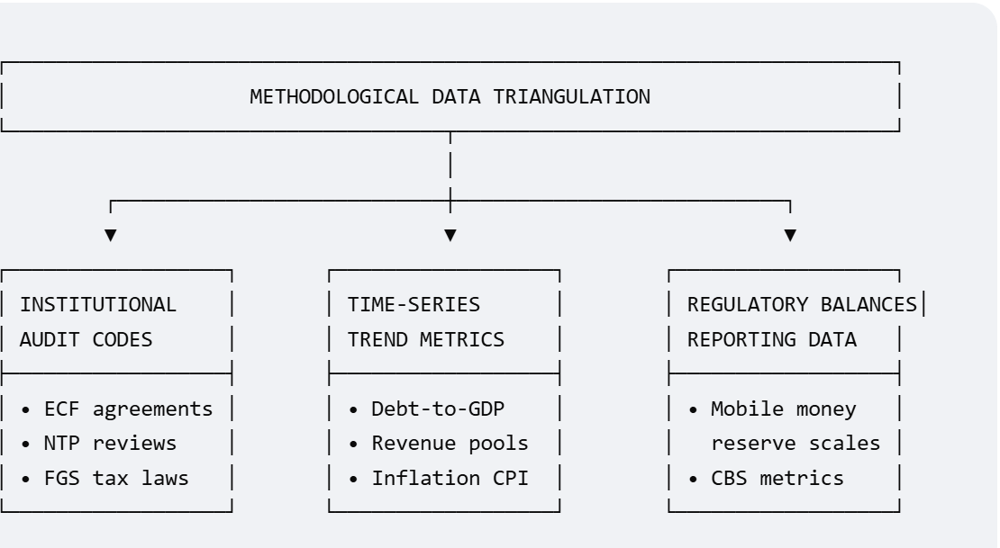 METHODOLOGICAL DATA TRIANGULATION
INSTITUTIONAL
AUDIT CODES
• ECF agreements
• NTP reviews
• FGS tax laws
TIME-SERIES
TREND METRICS
• Debt-to-GDP
• Revenue pools
• Inflation CPI
REGULATORY BALANCES
REPORTING DATA
• Mobile money
reserve scales
• CBS metrics